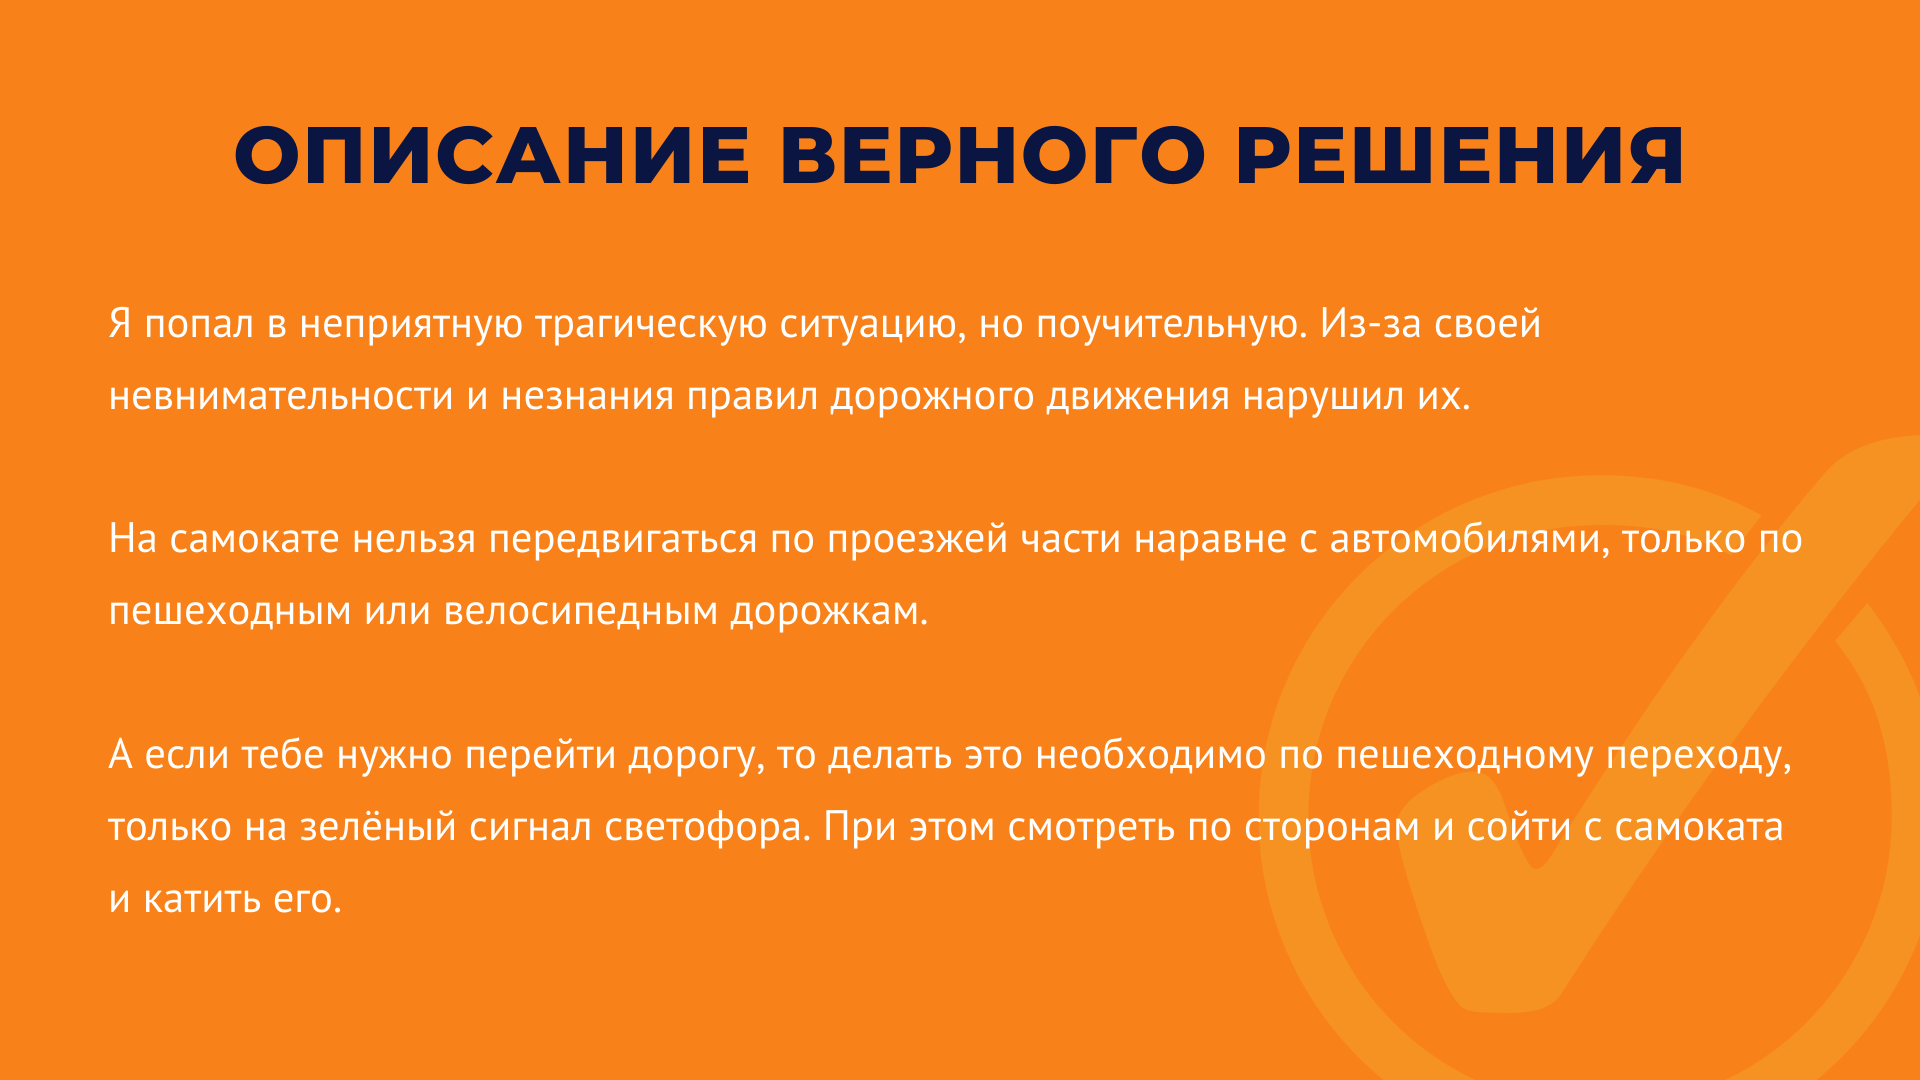 ОПИСАНИЕ ВЕРНОГО РЕШЕНИЯ
Я попал в неприятную трагическую ситуацию, но поучительную. Из-за своей
невнимательности и незнания правил дорожного движения нарушил их.
На самокате нельзя передвигаться по проезжей части наравне с автомобилями, только по
пешеходным или велосипедным дорожкам.
А если тебе нужно перейти дорогу, то делать это необходимо по пешеходному переходу,
только на зелёный сигнал светофора. При этом смотреть по сторонам и сойти с самоката
и катить его.